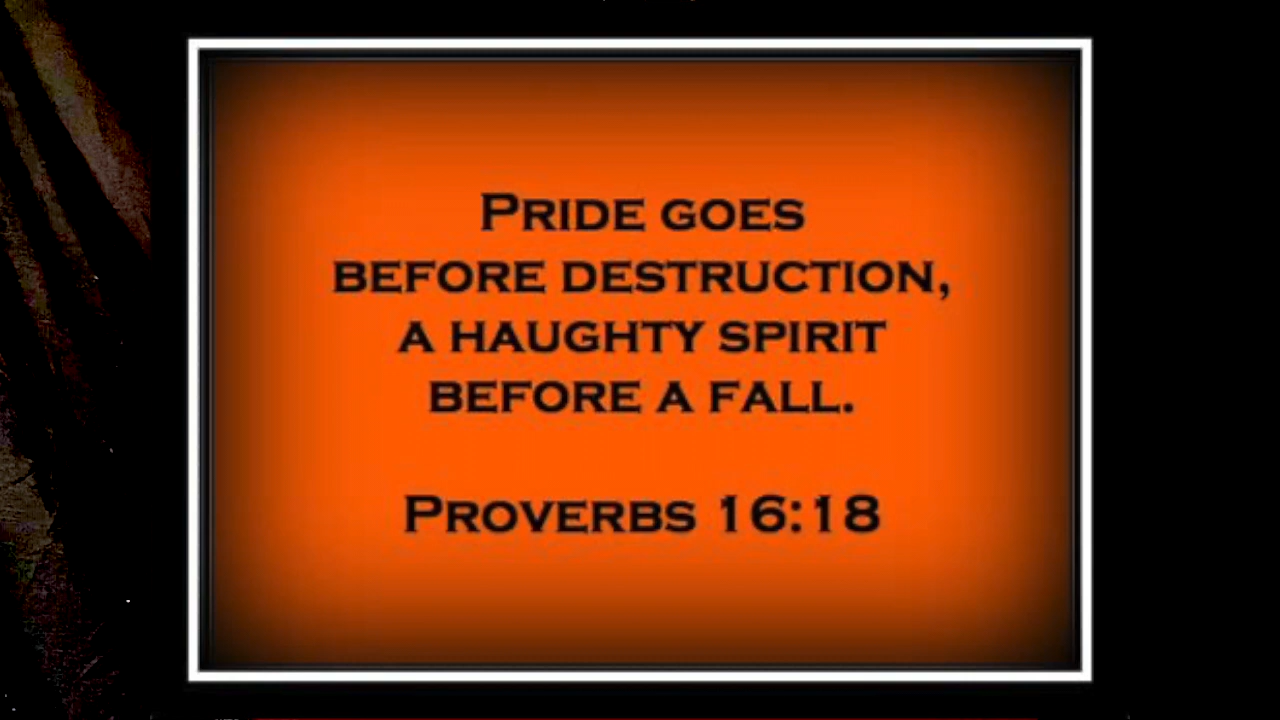 Pride goes
before destruction,
a haughty spirit
before a fall.
Proverbs 16:18